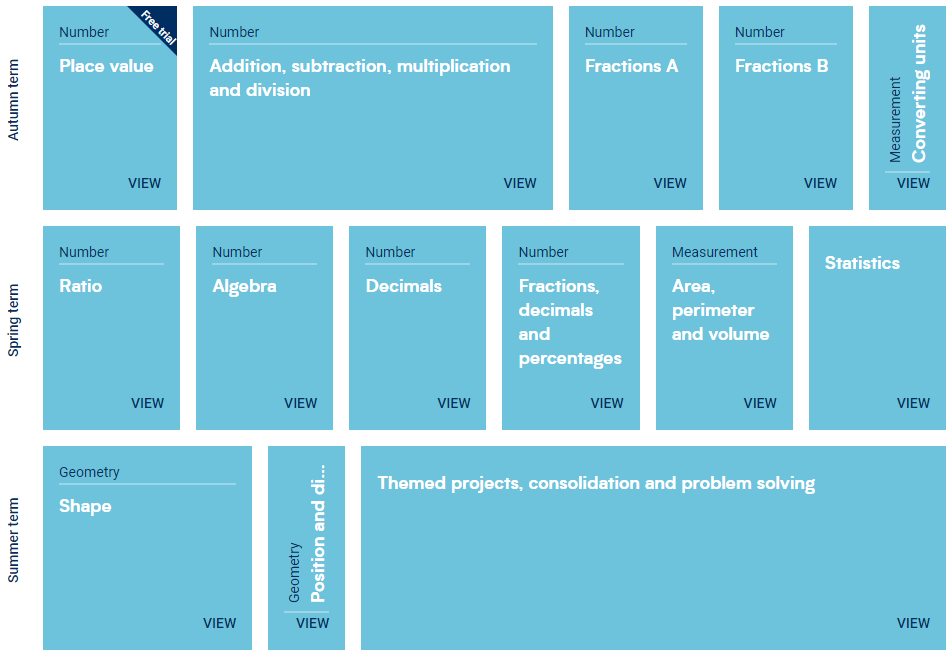 Autumn term
Number
Free trial
Place value
VIEW
Number
Addition, subtraction, multiplication
and division
VIEW
Number
Fractions A
VIEW
Number
Fractions B
VIEW
Measurement
Converting units
VIEW
Spring term
Number
Ratio
VIEW
Number
Algebra
VIEW
Number
Decimals
VIEW
Number
Fractions,
decimals
and
percentages
VIEW
Measurement
Area,
perimeter
and volume
VIEW
Statistics
VIEW
Summer term
Geometry
Shape
VIEW
Geometry
Position and di...
VIEW
Themed projects, consolidation and problem solving
VIEW